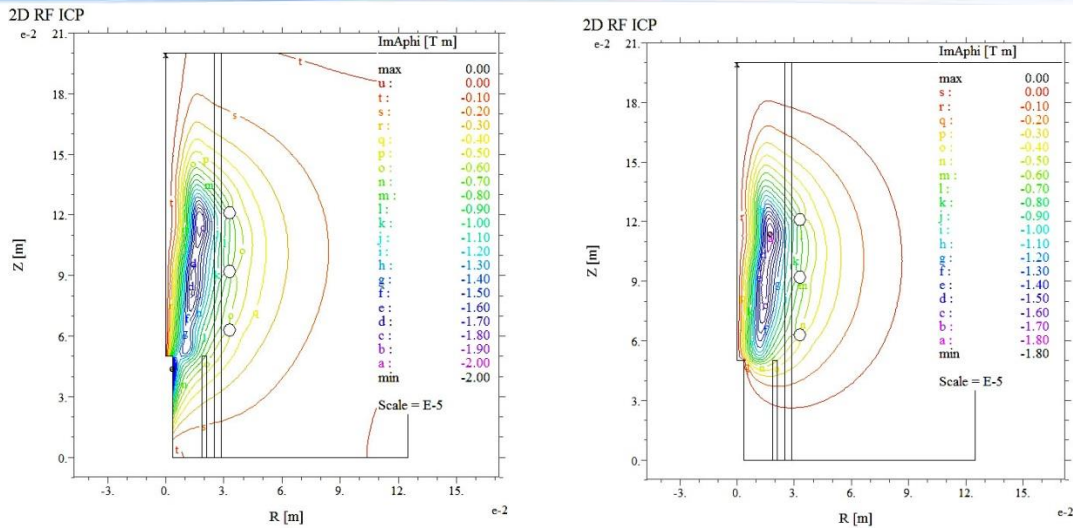 2D RF ICP
e-2
21.
18.
15.
12.
9.
6.
3.
0.
Z [m]
-3.
0.
3.
6.
9.
12.
15.
e-2
R [m]
ImAphi [T m]
max 0.00
u : 0.00
t : -0.10
s : -0.20
r : -0.30
q : -0.40
p : -0.50
o : -0.60
n : -0.70
m : -0.80
l : -0.90
k : -1.00
j : -1.10
i : -1.20
h : -1.30
g : -1.40
f : -1.50
e : -1.60
d : -1.70
c : -1.80
b : -1.90
a : -2.00
min -2.00
Scale = E-5
2D RF ICP
e-2
21.
18.
15.
12.
9.
6.
3.
0.
Z [m]
-3.
0.
3.
6.
9.
12.
15.
e-2
R [m]
ImAphi [T m]
max 0.00
s : 0.00
r : -0.10
q : -0.20
p : -0.30
o : -0.40
n : -0.50
m : -0.60
l : -0.70
k : -0.80
j : -0.90
i : -1.00
h : -1.10
g : -1.20
f : -1.30
e : -1.40
d : -1.50
c : -1.60
b : -1.70
a : -1.80
min -1.80
Scale = E-5